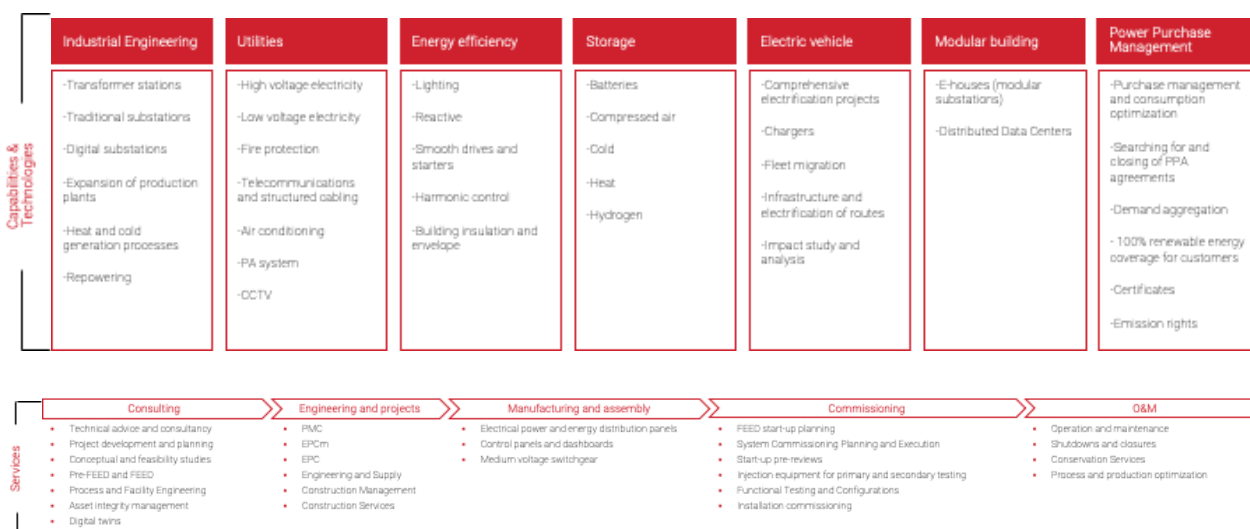 Capabilities &
Technologies
Industrial Engineering
-Transformer stations
-Traditional substations
-Digital substations
-Expansion of production
plants
-Heat and cold
generation processes
-Repowering
Utilities
-High voltage electricity
-Low voltage electricity
-Fire protection
-Telecommunications
and structured cabling
-Air conditioning
-PA system
-CCTV
Energy efficiency
-Lighting
-Reactive
-Smooth drives and
starters
-Harmonic control
-Building insulation and
envelope
Storage
-Batteries
-Compressed air
-Cold
-Heat
-Hydrogen
Electric vehicle
-Comprehensive
electrification projects
-Chargers
-Fleet migration
-Infrastructure and
electrification of routes
-Impact study and
analysis
Modular building
-E-houses (modular
substations)
-Distributed Data Centers
Power Purchase
Management
-Purchase management
and consumption
optimization
-Searching for and
closing of PPA
agreements
-Demand aggregation
- 100% renewable energy
coverage for customers
-Certificates
-Emission rights
Services
Consulting
• Technical advice and consultancy
• Project development and planning
• Conceptual and feasibility studies
• Pre-FEED and FEED
• Process and Facility Engineering
• Asset integrity management
• Digital twins
Engineering and projects
• PMC
• EPCm
• EPC
• Engineering and Supply
• Construction Management
• Construction Services
Manufacturing and assembly
• Electrical power and energy distribution panels
• Control panels and dashboards
• Medium voltage switchgear
Commissioning
• FEED start-up planning
• System Commissioning Planning and Execution
• Start-up pre-reviews
• Injection equipment for primary and secondary testing
• Functional Testing and Configurations
• Installation commissioning
O&M
• Operation and maintenance
• Shutdowns and closures
• Conservation Services
• Process and production optimization